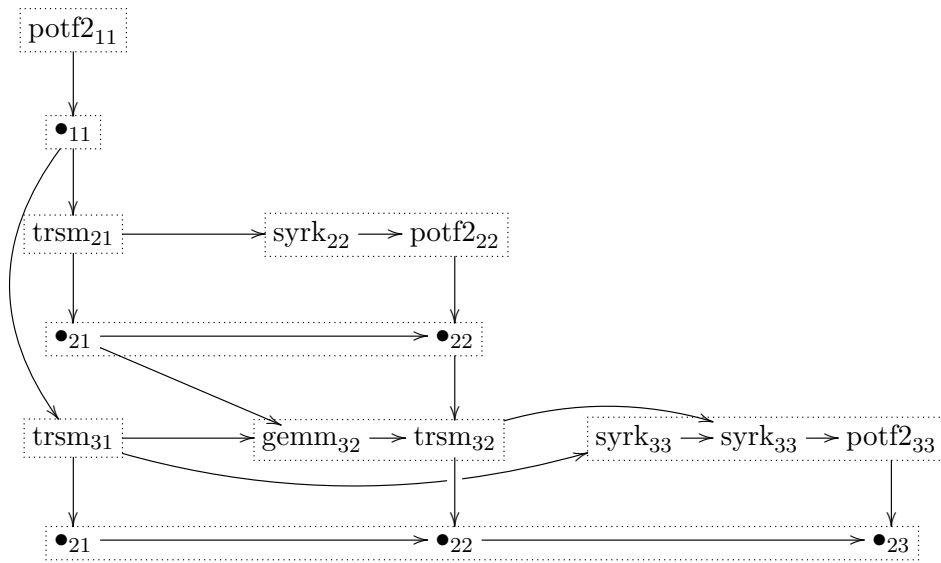 potf2₁₁
•₁₁
trsm₂₁ syrk₂₂ potf2₂₂
•₂₁ •₂₂
trsm₃₁ gemm₃₂ trsm₃₂ syrk₃₃ syrk₃₃ potf2₃₃
•₂₁ •₂₂ •₂₃